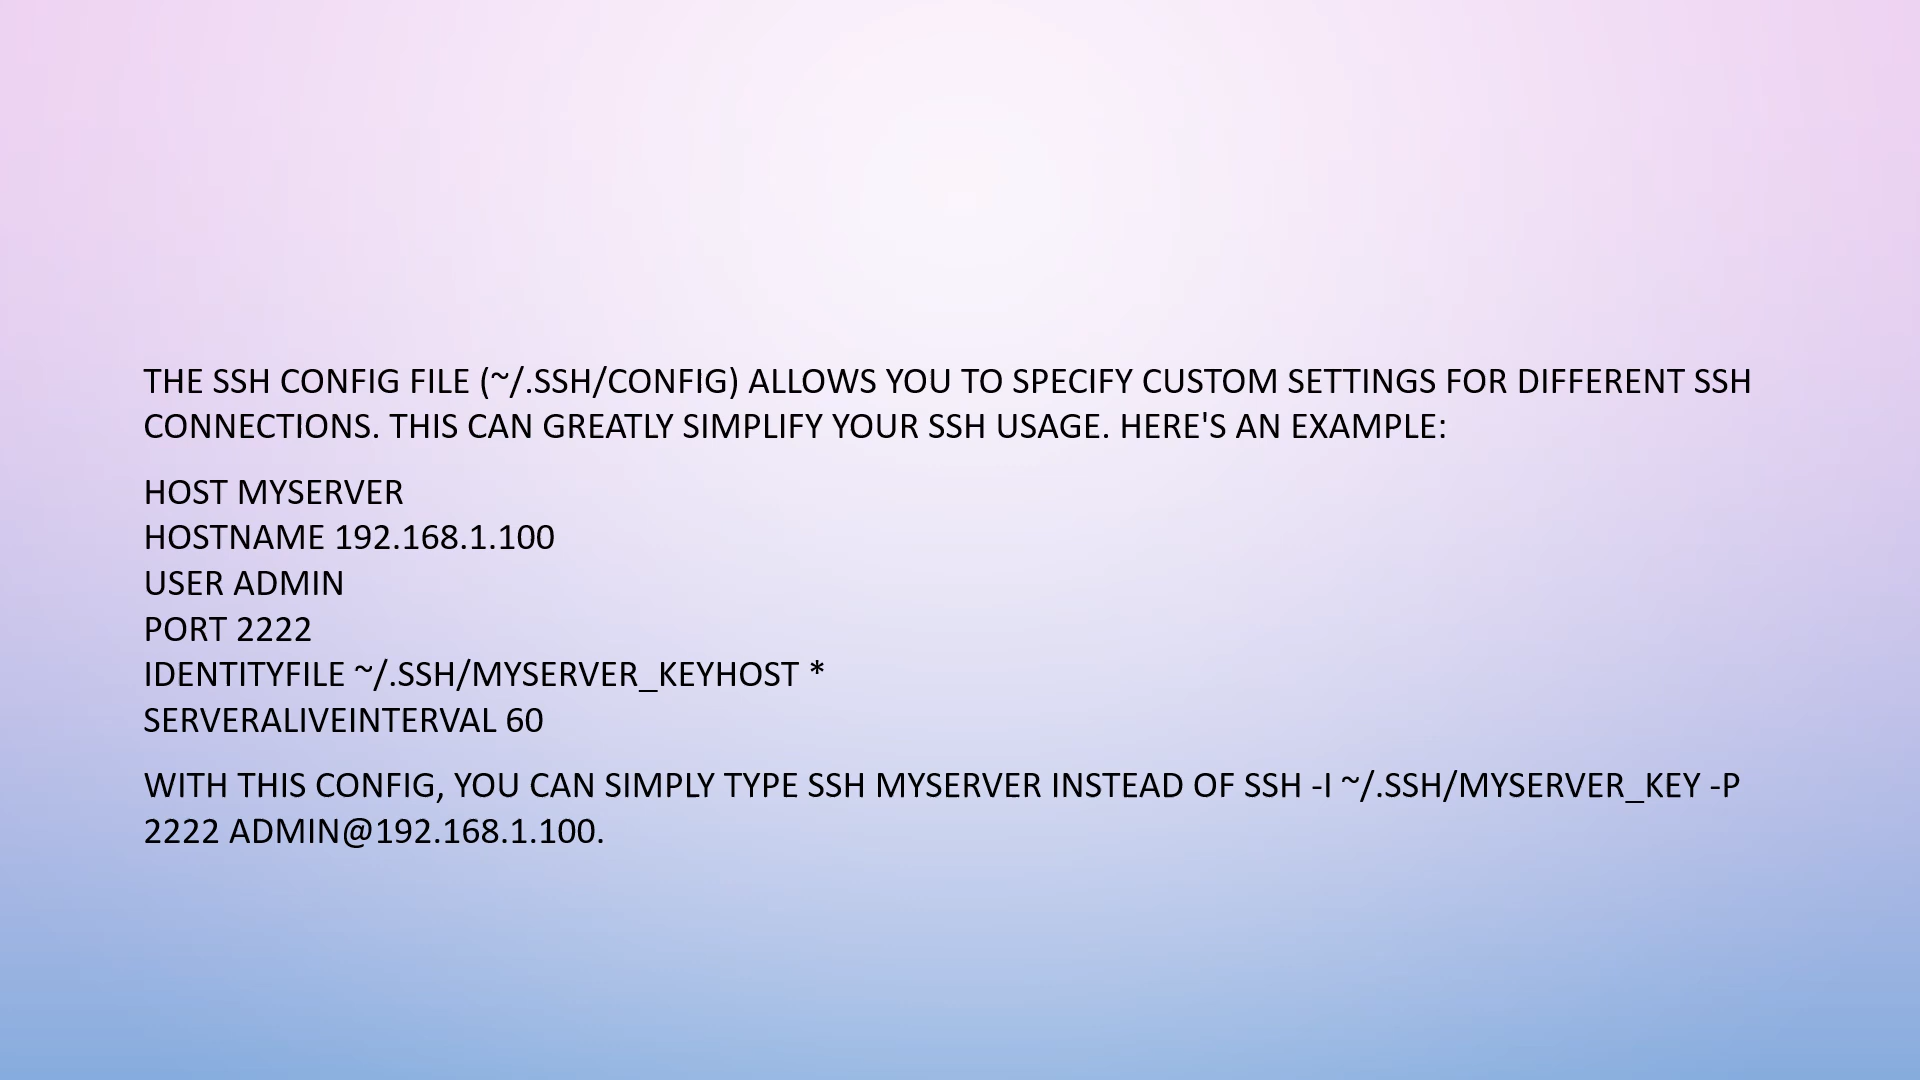 THE SSH CONFIG FILE (~/.SSH/CONFIG) ALLOWS YOU TO SPECIFY CUSTOM SETTINGS FOR DIFFERENT SSH
CONNECTIONS. THIS CAN GREATLY SIMPLIFY YOUR SSH USAGE. HERE'S AN EXAMPLE:
HOST MYSERVER
HOSTNAME 192.168.1.100
USER ADMIN
PORT 2222
IDENTITYFILE ~/.SSH/MYSERVER_KEYHOST *
SERVERALIVEINTERVAL 60
WITH THIS CONFIG, YOU CAN SIMPLY TYPE SSH MYSERVER INSTEAD OF SSH -I ~/.SSH/MYSERVER_KEY -P
2222 ADMIN@192.168.1.100.